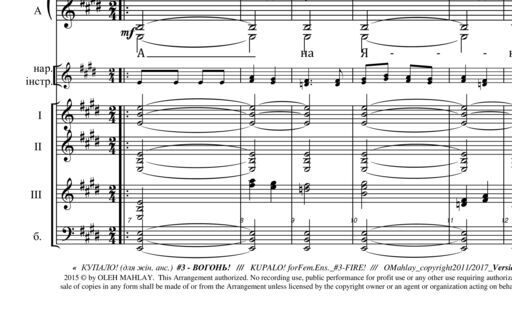 А
mf
А на Я - - - н
нар.
інстр.
І
ІІ
ІІІ
б.
7 8 9 10 11 12
« КУПАЛО! (для жін. анс.) #3 - ВОГОНЬ! /// KUPALO! forFem.Ens._#3-FIRE! /// OMahlay_copyright2011/2017_Versi
2015 © by OLEH MAHLAY. This Arrangement authorized. No recording use, public performance for profit use or any other use requiring authoriza
sale of copies in any form shall be made of or from the Arrangement unless licensed by the copyright owner or an agent or organization acting on beha